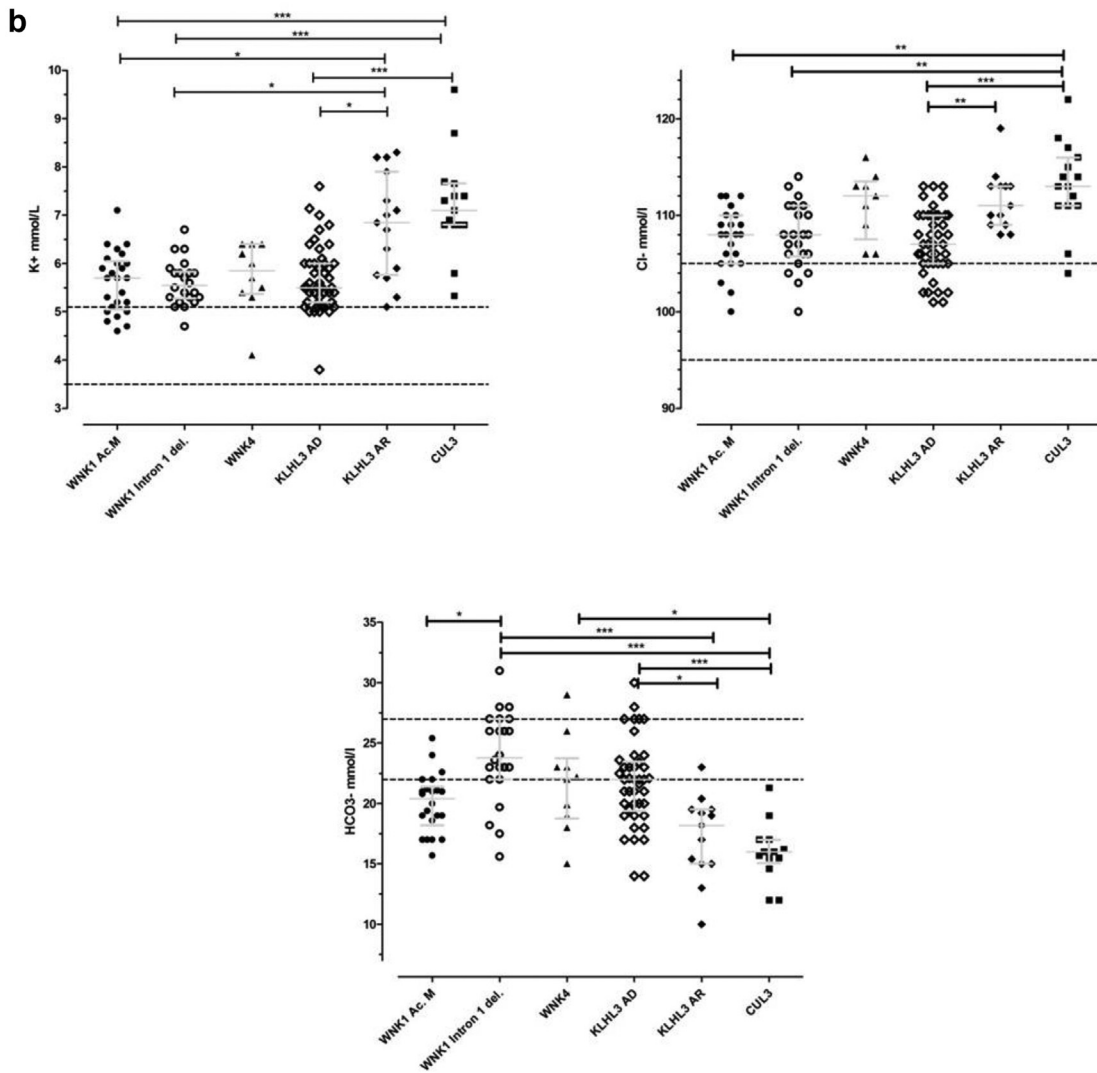 b
***
***
*
***
*
*
K+ mmol/L
10
9
8
7
6
5
4
3
WNK1 Ac.M
WNK1 Intron 1 del.
WNK4
KLHL3 AD
KLHL3 AR
CUL3
**
**
***
**
Cl- mmol/l
120
110
100
90
WNK1 Ac. M
WNK1 Intron 1 del.
WNK4
KLHL3 AD
KLHL3 AR
CUL3
*
*
***
***
***
*
HCO3- mmol/l
35
30
25
20
15
10
WNK1 Ac. M
WNK1 Intron 1 del.
WNK4
KLHL3 AD
KLHL3 AR
CUL3